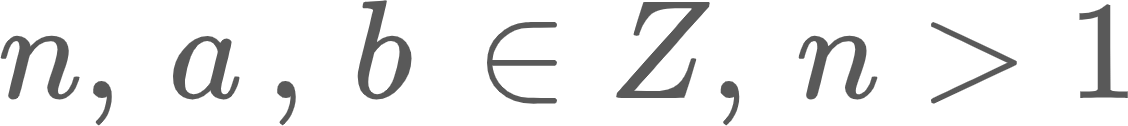 n, a , b ∈ Z, n > 1